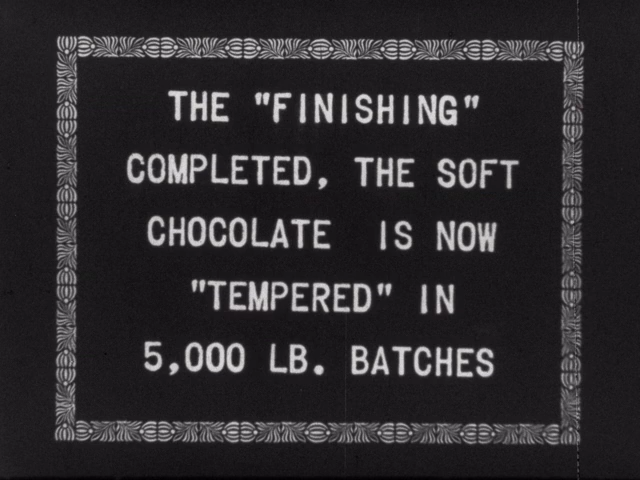 THE "FINISHING"
COMPLETED, THE SOFT
CHOCOLATE IS NOW
"TEMPERED" IN
5,000 LB. BATCHES